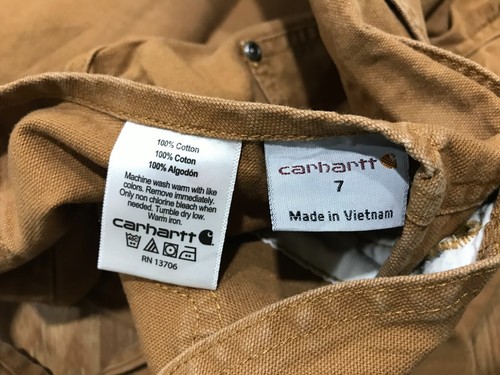 100% Cotton
100% Coton
100% Algodón
Machine wash warm with like
colors. Remove immediately.
Only non chlorine bleach when
needed. Tumble dry low.
Warm iron.
carhartt
RN 13706
carhartt
7
Made in Vietnam